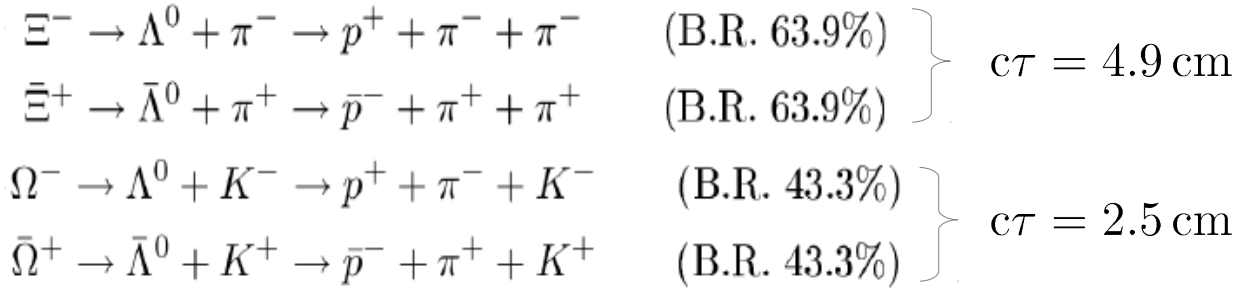 Ξ⁻ → Λ⁰ + π⁻ → p⁺ + π⁻ + π⁻ (B.R. 63.9%)
cτ = 4.9 cm
Ξ̄⁺ → Λ̄⁰ + π⁺ → p̄⁻ + π⁺ + π⁺ (B.R. 63.9%)
Ω⁻ → Λ⁰ + K⁻ → p⁺ + π⁻ + K⁻ (B.R. 43.3%)
cτ = 2.5 cm
Ω̄⁺ → Λ̄⁰ + K⁺ → p̄⁻ + π⁺ + K⁺ (B.R. 43.3%)